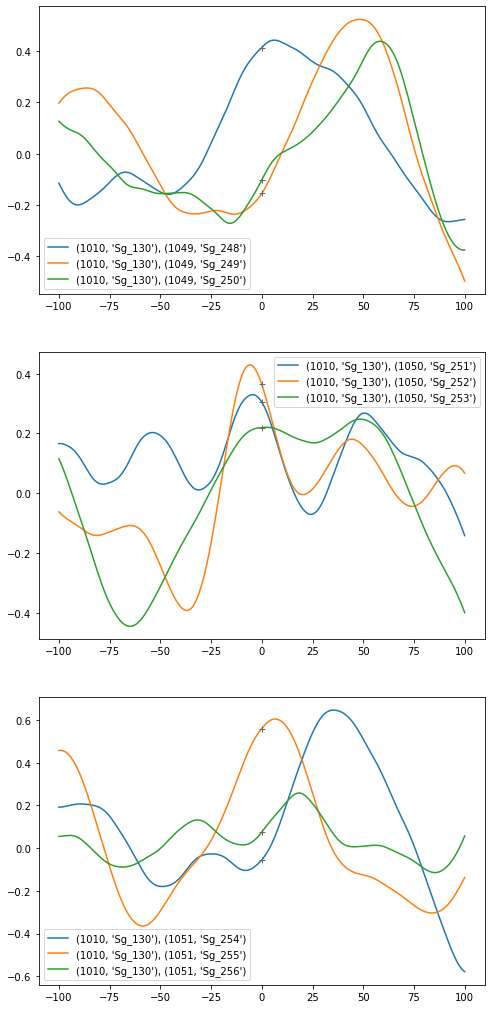 0.4
0.2
0.0
−0.2
−0.4
(1010, 'Sg_130'), (1049, 'Sg_248')
(1010, 'Sg_130'), (1049, 'Sg_249')
(1010, 'Sg_130'), (1049, 'Sg_250')
−100 −75 −50 −25 0 25 50 75 100
(1010, 'Sg_130'), (1050, 'Sg_251')
(1010, 'Sg_130'), (1050, 'Sg_252')
(1010, 'Sg_130'), (1050, 'Sg_253')
0.4
0.2
0.0
−0.2
−0.4
−100 −75 −50 −25 0 25 50 75 100
0.6
0.4
0.2
0.0
−0.2
−0.4
−0.6
(1010, 'Sg_130'), (1051, 'Sg_254')
(1010, 'Sg_130'), (1051, 'Sg_255')
(1010, 'Sg_130'), (1051, 'Sg_256')
−100 −75 −50 −25 0 25 50 75 100